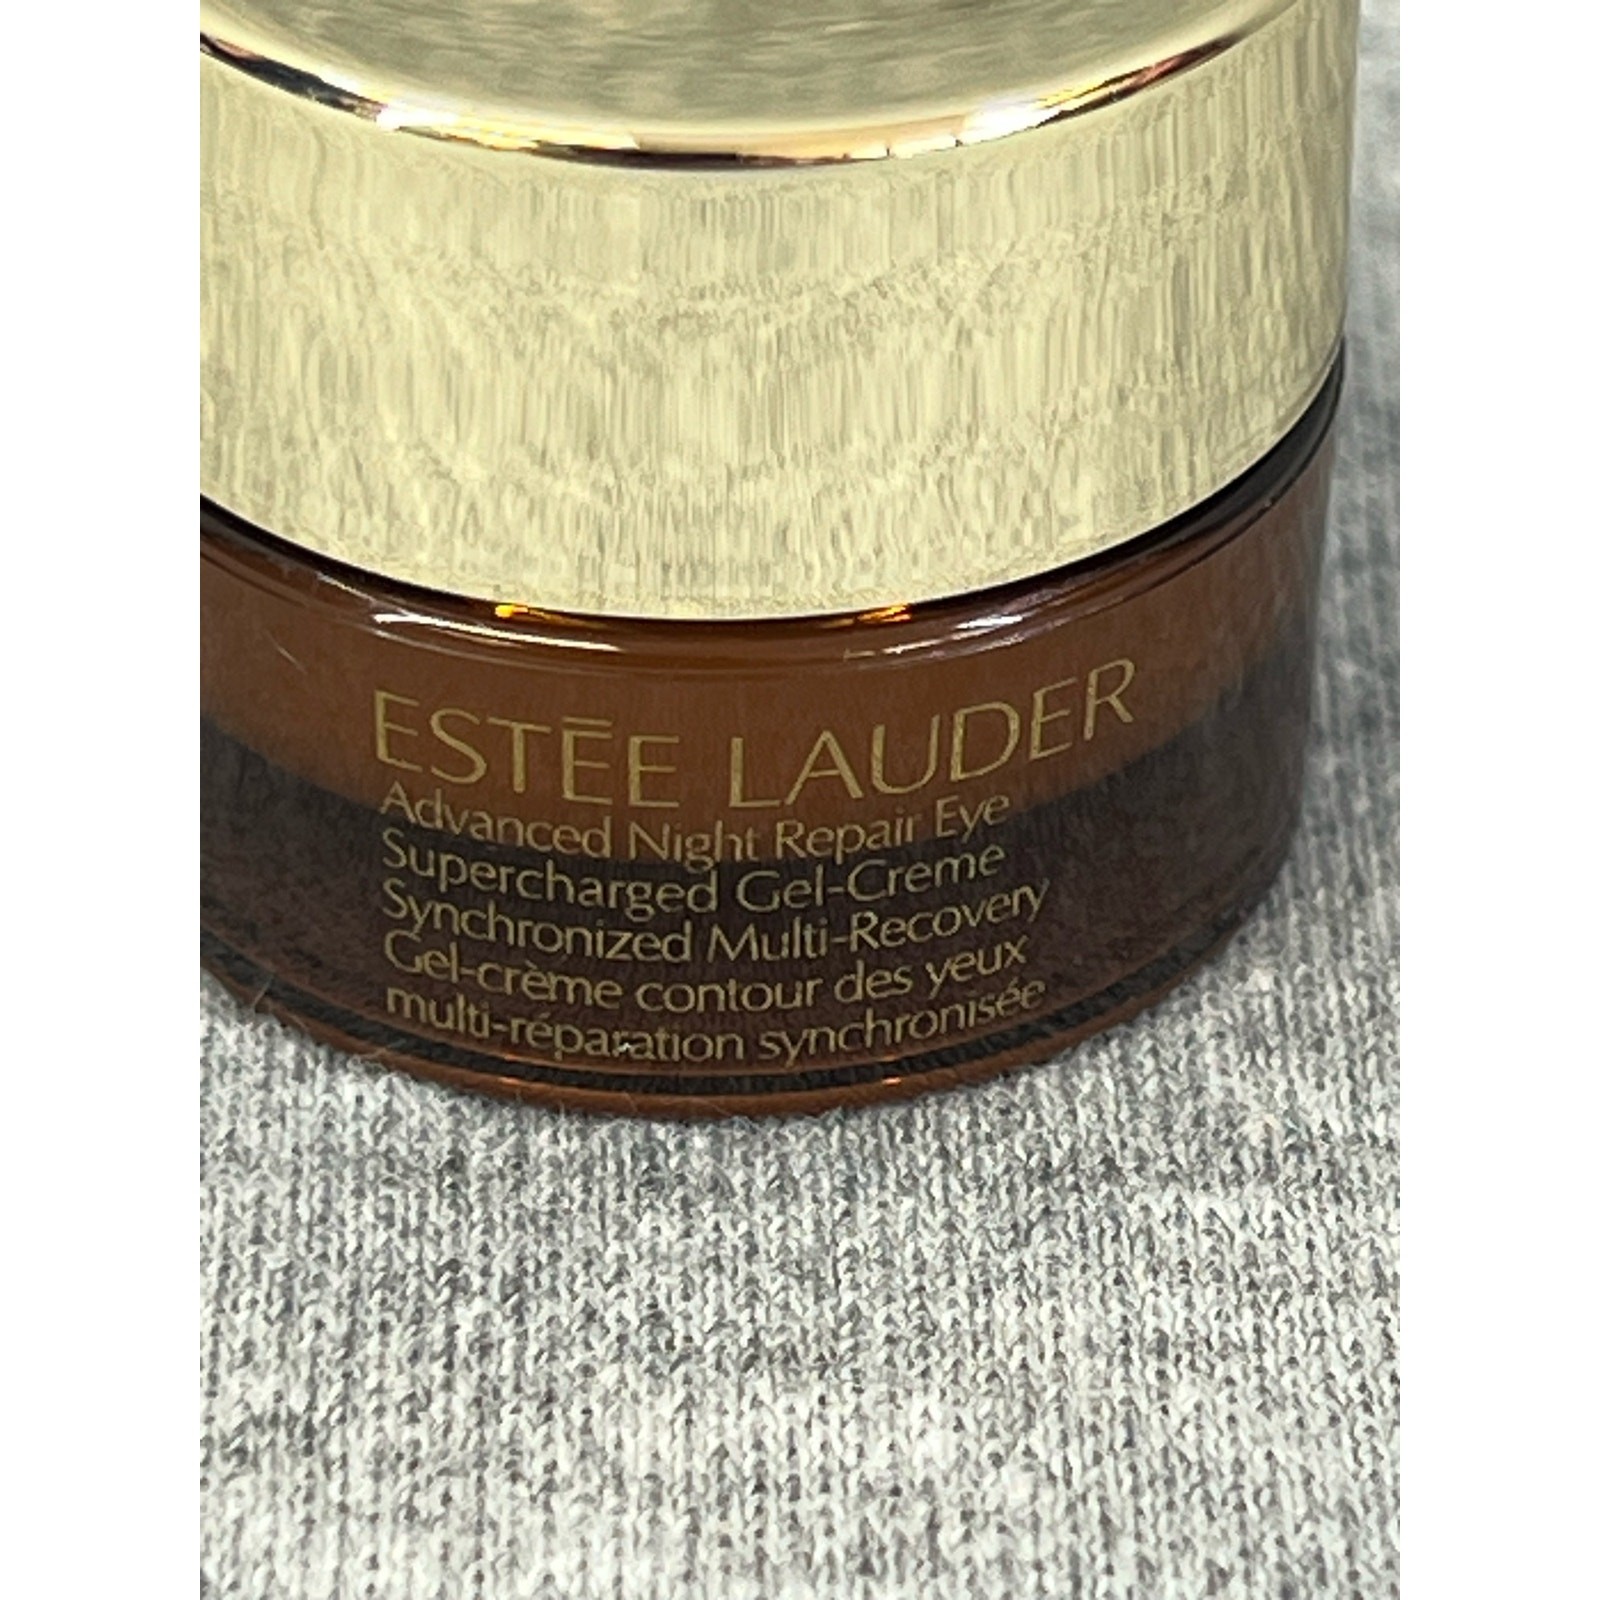 ESTĒE LAUDER
Advanced Night Repair Eye
Supercharged Gel-Creme
Synchronized Multi-Recovery
Gel-crème contour des yeux
multi-réparation synchronisée